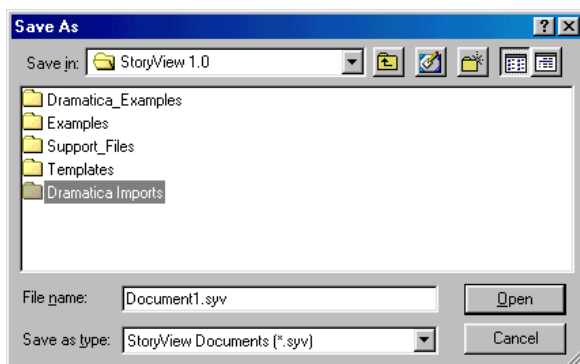 Save As
Save in: StoryView 1.0
Dramatica_Examples
Examples
Support_Files
Templates
Dramatica Imports
File name: Document1.syv Open
Save as type: StoryView Documents (*.syv) Cancel